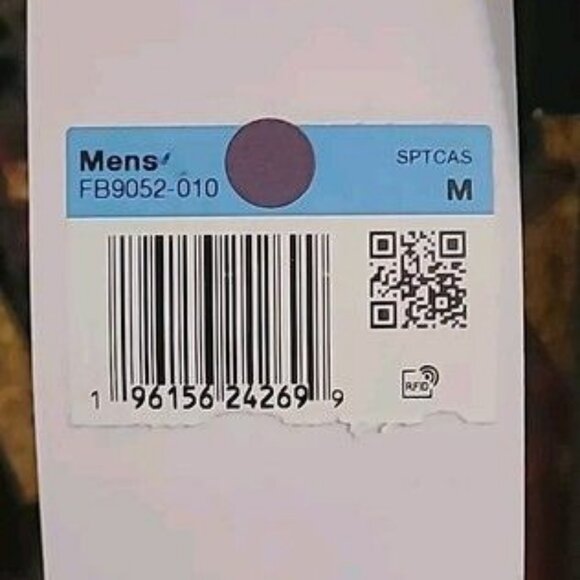 Mens
SPTCAS
FB9052-010
M
1 96156 24269 9
RFID